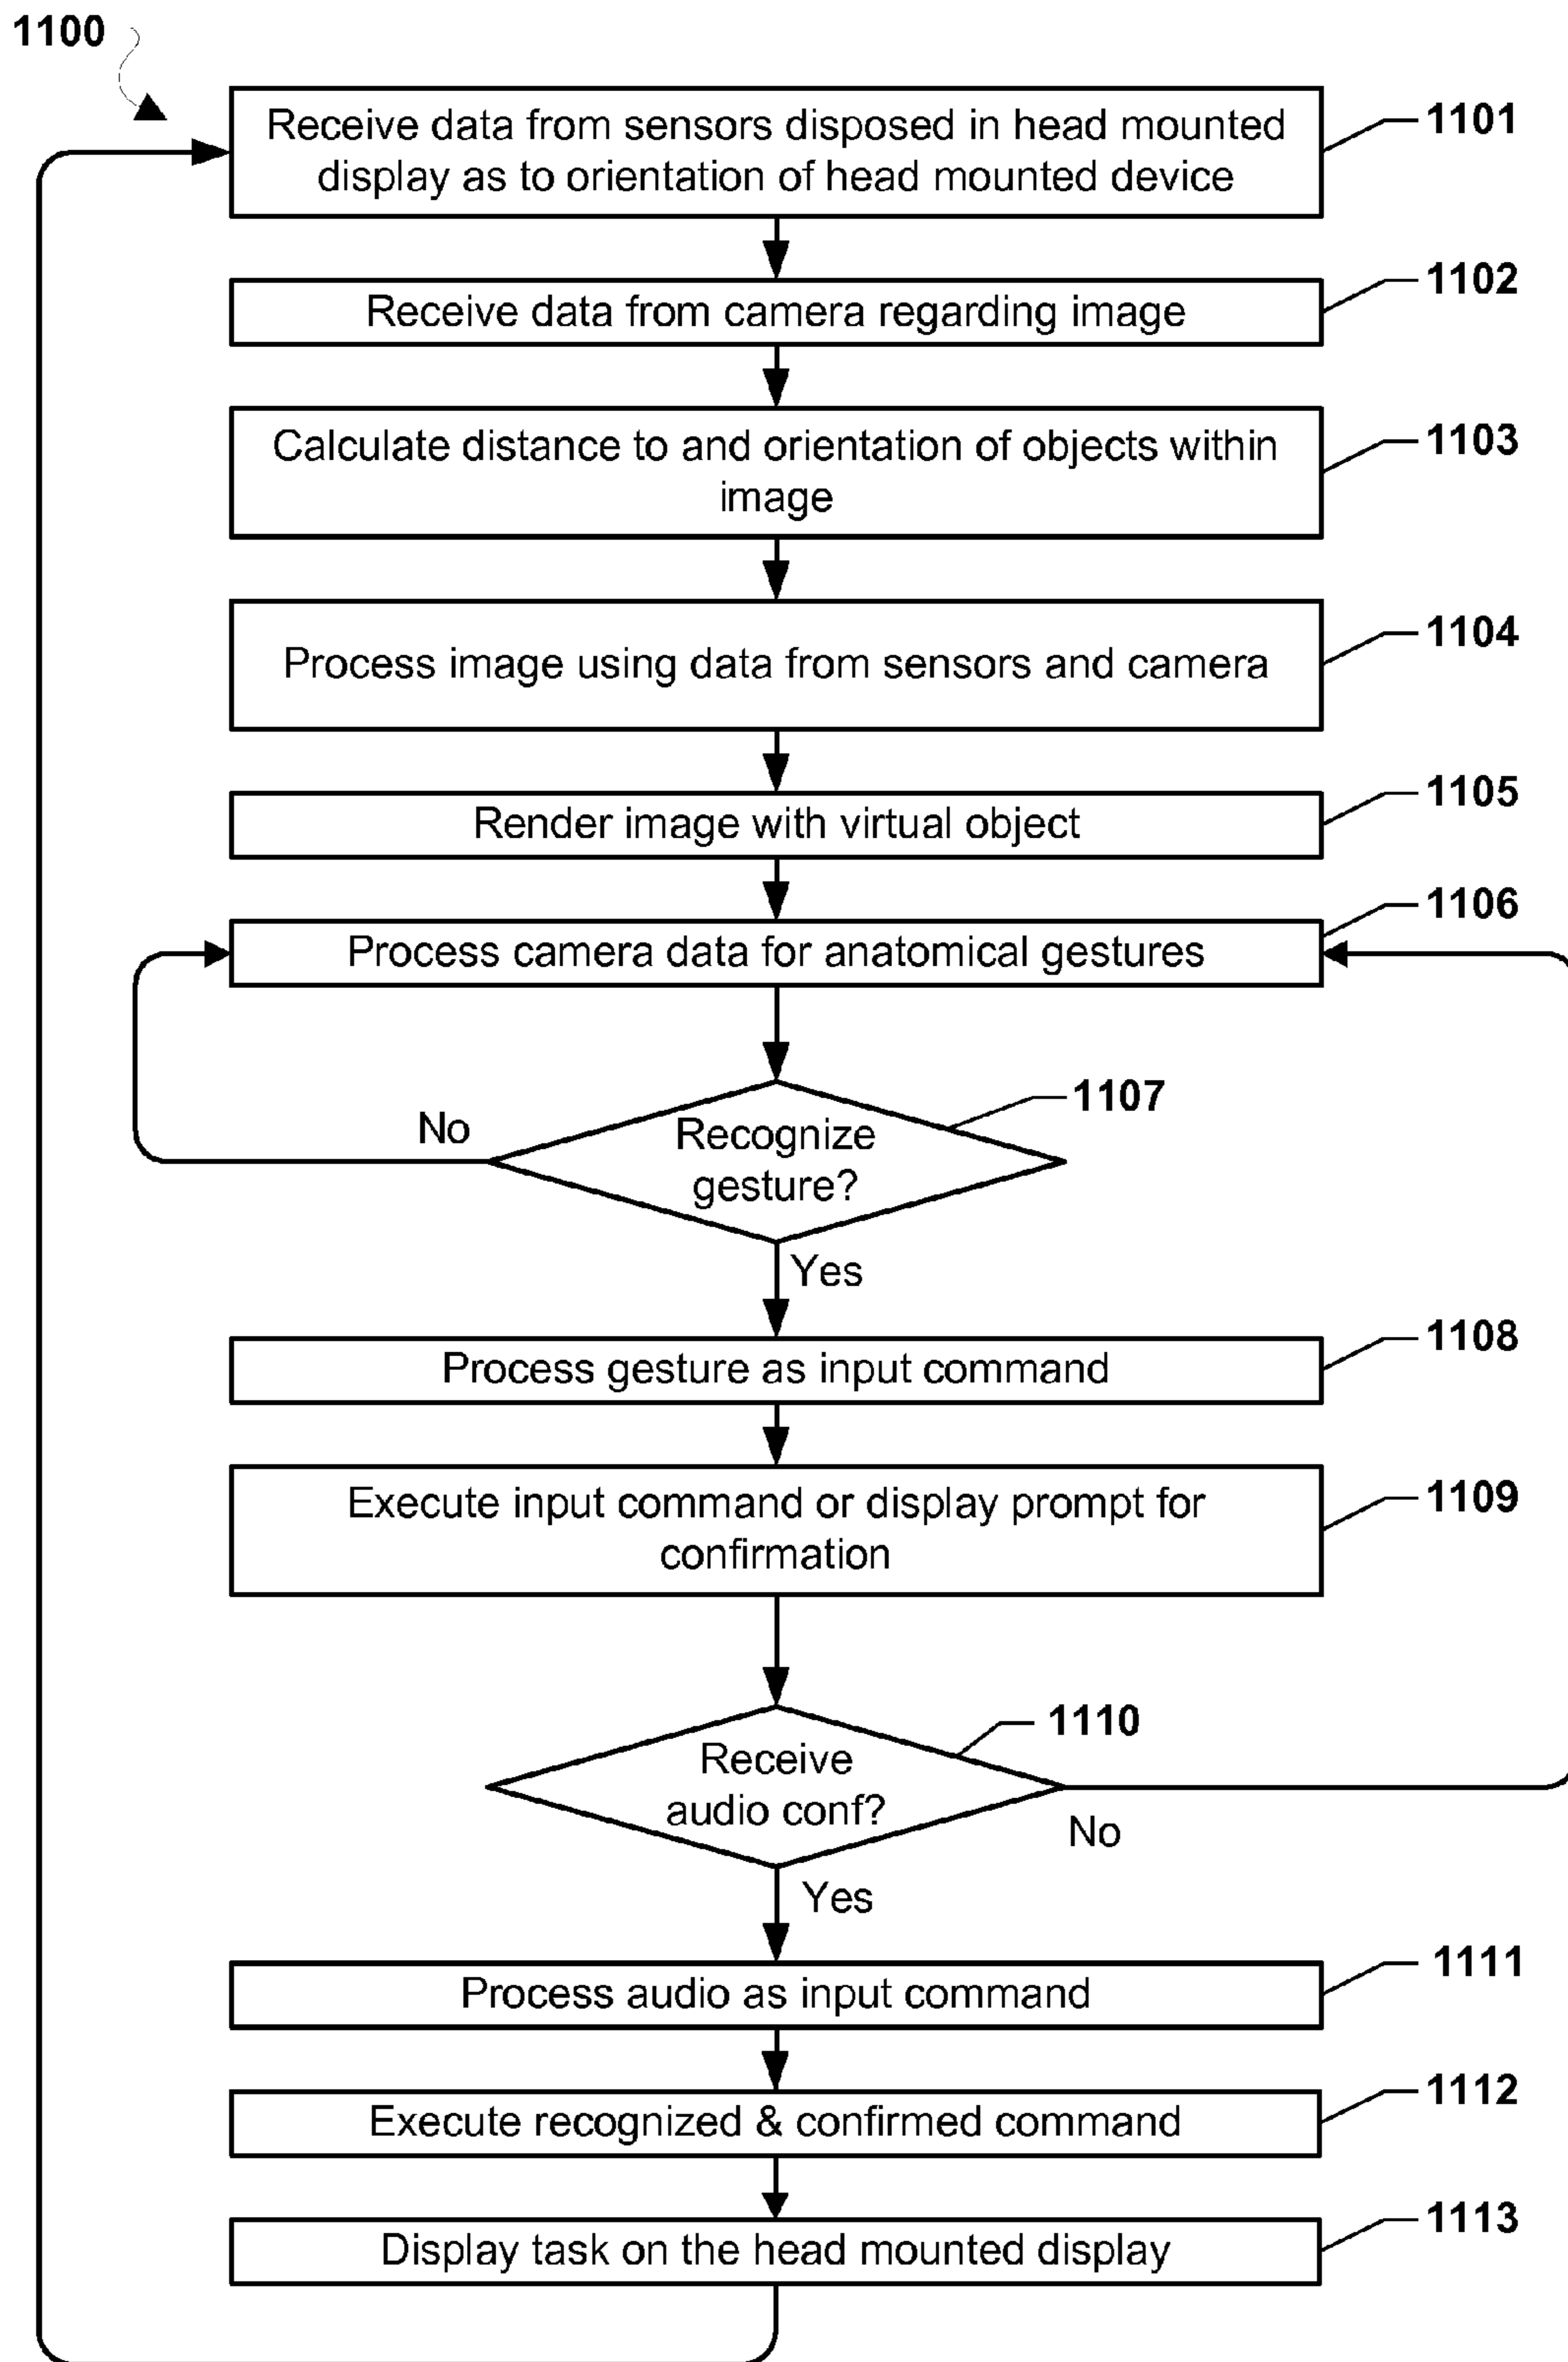 1100
Receive data from sensors disposed in head mounted
display as to orientation of head mounted device
1101
Receive data from camera regarding image
1102
Calculate distance to and orientation of objects within
image
1103
Process image using data from sensors and camera
1104
Render image with virtual object
1105
Process camera data for anatomical gestures
1106
Recognize
gesture?
1107
No
Yes
Process gesture as input command
1108
Execute input command or display prompt for
confirmation
1109
Receive
audio conf?
1110
No
Yes
Process audio as input command
1111
Execute recognized & confirmed command
1112
Display task on the head mounted display
1113